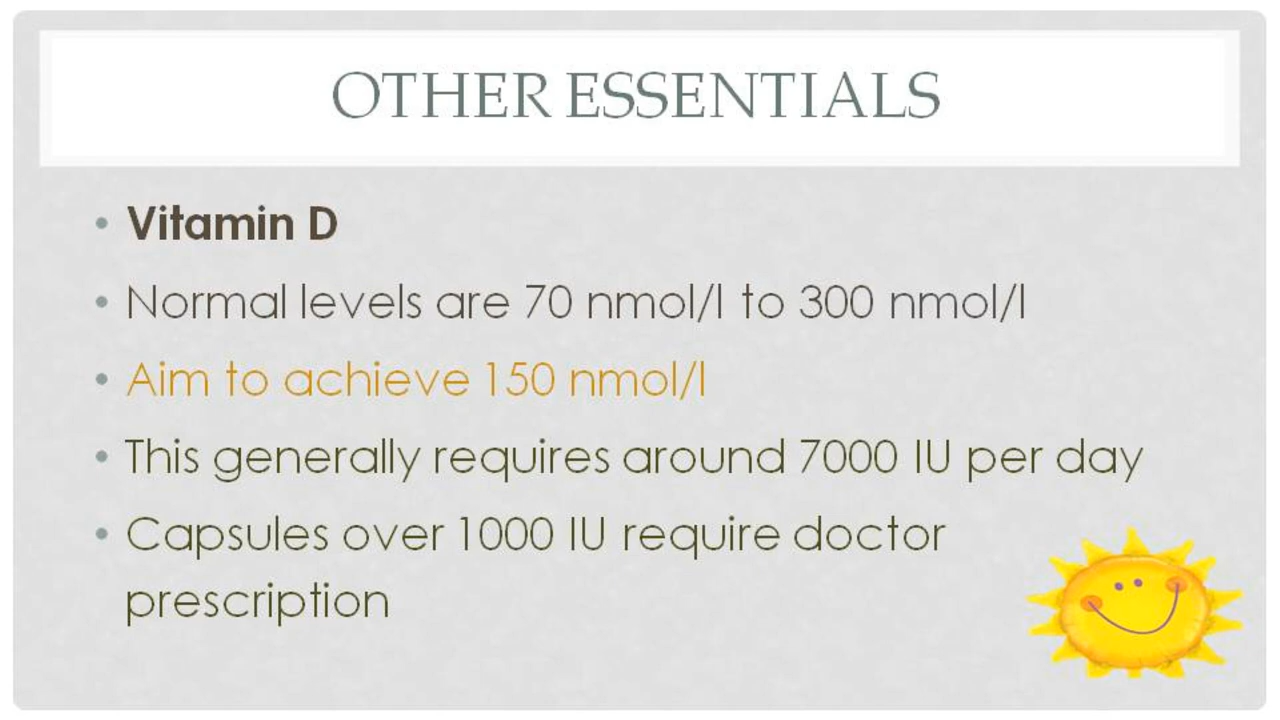 OTHER ESSENTIALS
• Vitamin D
• Normal levels are 70 nmol/l to 300 nmol/l
• Aim to achieve 150 nmol/l
• This generally requires around 7000 IU per day
• Capsules over 1000 IU require doctor
prescription